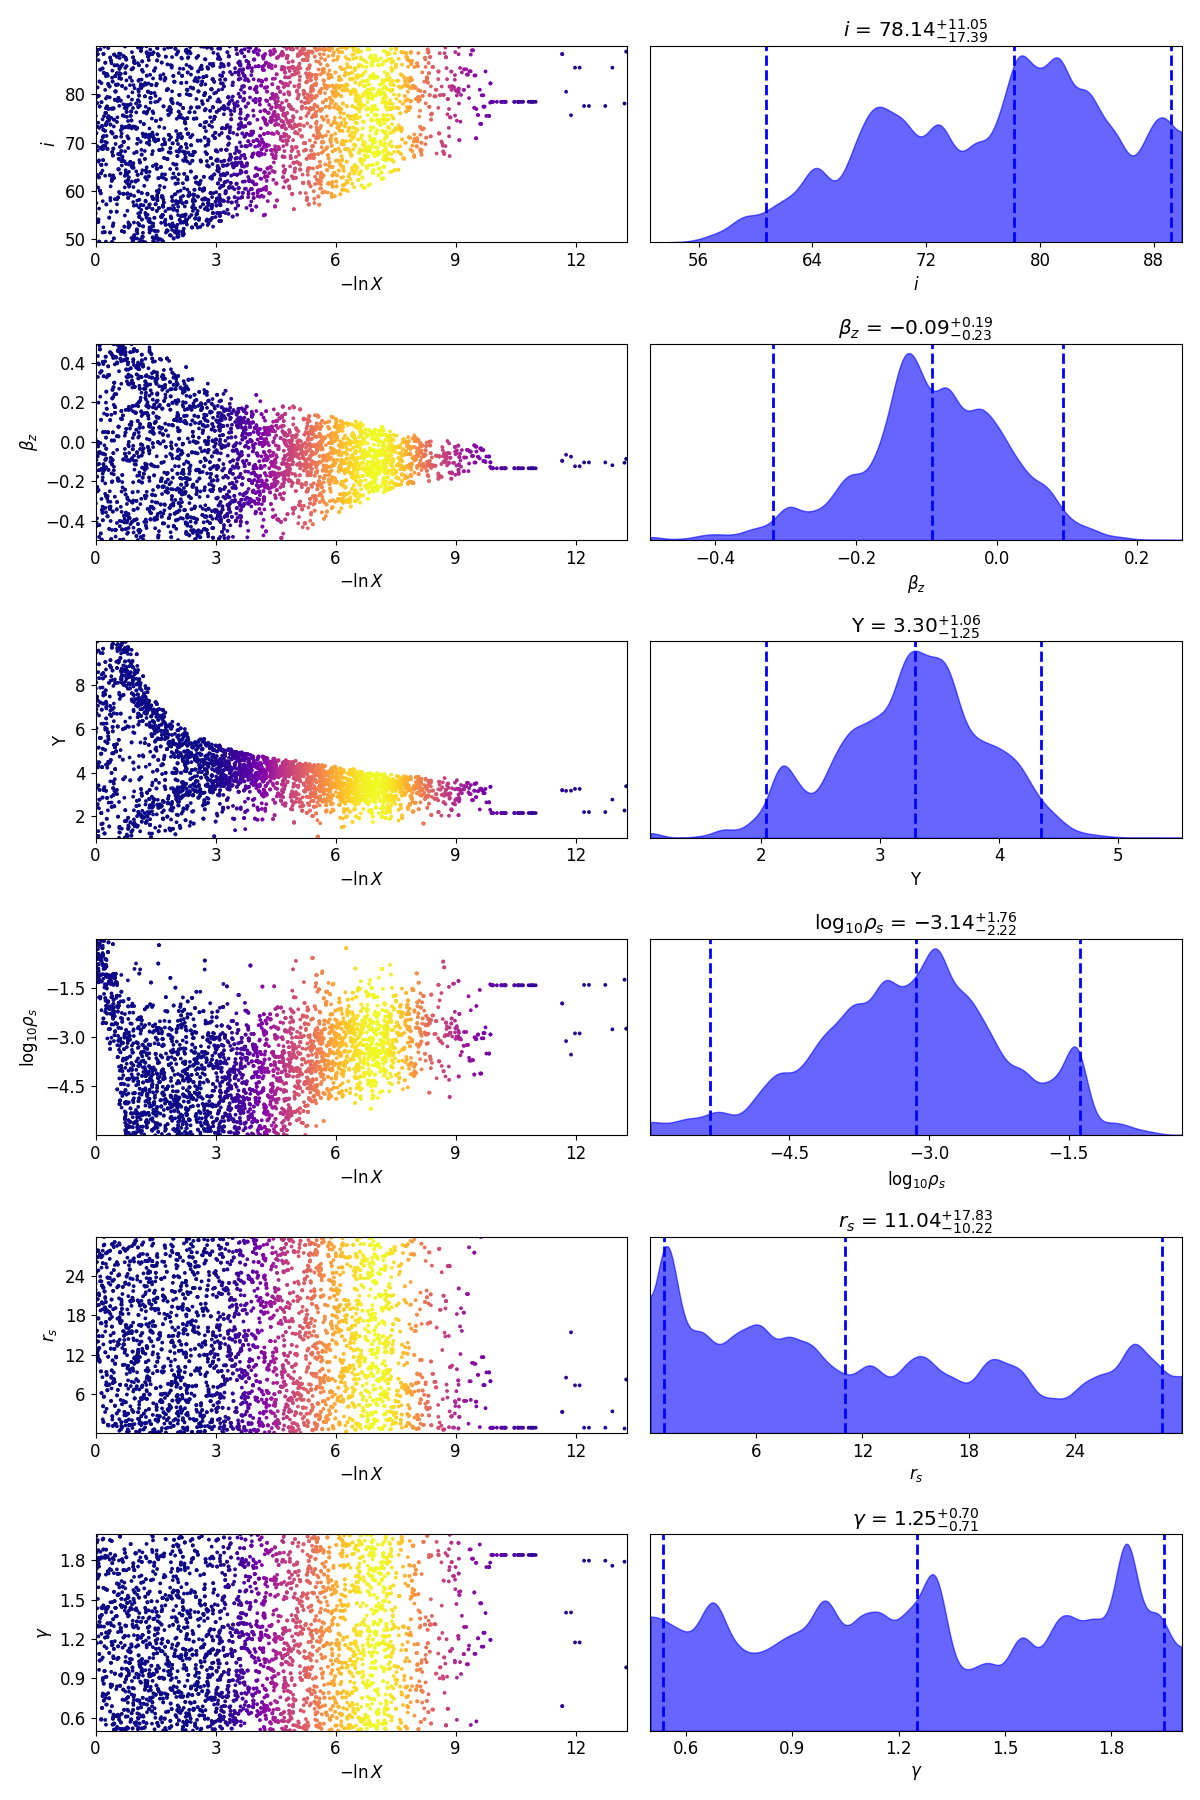 i = 78.14 +11.05 −17.39
80
70
60
50
i
0 3 6 9 12
−ln X
56 64 72 80 88
i
βz = −0.09 +0.19 −0.23
0.4
0.2
0.0
−0.2
−0.4
βz
0 3 6 9 12
−ln X
−0.4 −0.2 0.0 0.2
βz
Y = 3.30 +1.06 −1.25
8
6
4
2
Y
0 3 6 9 12
−ln X
2 3 4 5
Y
log10ρs = −3.14 +1.76 −2.22
−1.5
−3.0
−4.5
log10ρs
0 3 6 9 12
−ln X
−4.5 −3.0 −1.5
log10ρs
rs = 11.04 +17.83 −10.22
24
18
12
6
rs
0 3 6 9 12
−ln X
6 12 18 24
rs
γ = 1.25 +0.70 −0.71
1.8
1.5
1.2
0.9
0.6
γ
0 3 6 9 12
−ln X
0.6 0.9 1.2 1.5 1.8
γ